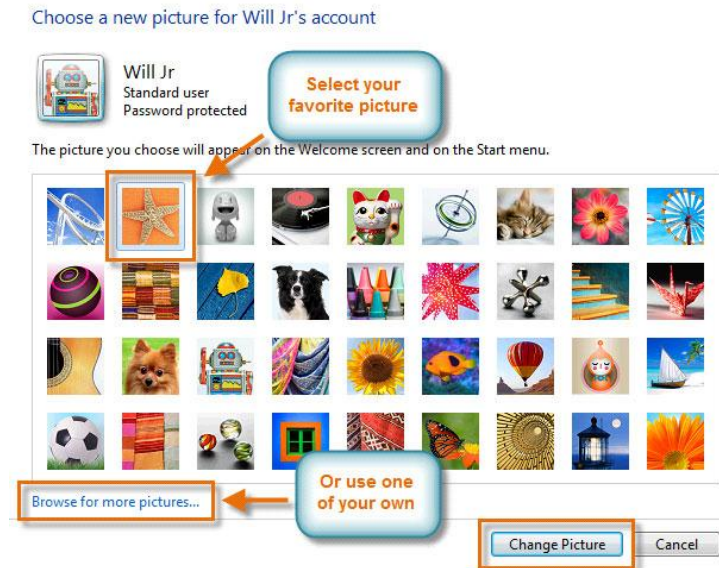 Choose a new picture for Will Jr's account
Will Jr
Standard user
Password protected
Select your
favorite picture
The picture you choose will appear on the Welcome screen and on the Start menu.
Browse for more pictures...
Or use one
of your own
Change Picture
Cancel